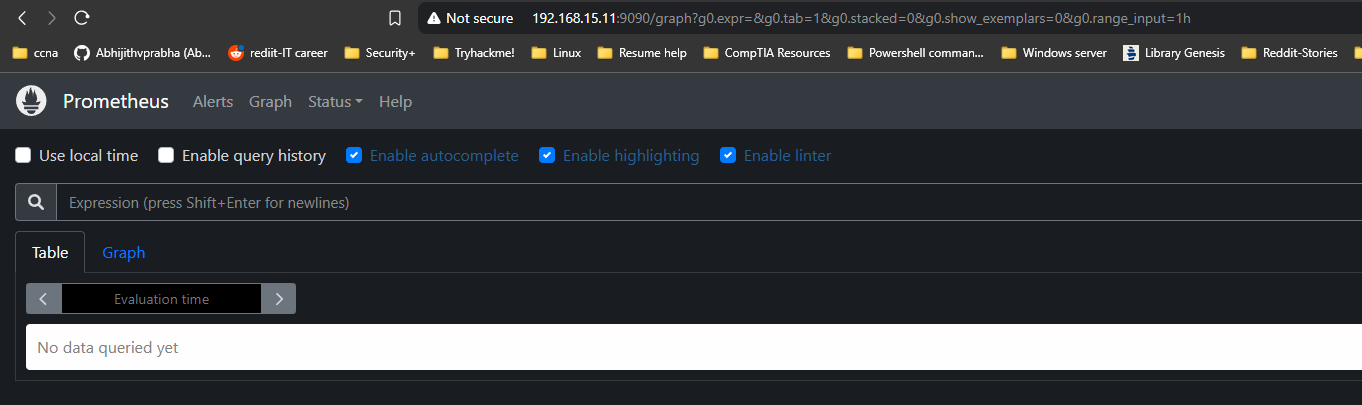 Not secure 192.168.15.11:9090/graph?g0.expr=&g0.tab=1&g0.stacked=0&g0.show_exemplars=0&g0.range_input=1h
ccna Abhijithvprabha (Ab... rediit-IT career Security+ Tryhackme! Linux Resume help CompTIA Resources Powershell comman... Windows server Library Genesis Reddit-Stories
Prometheus Alerts Graph Status Help
Use local time Enable query history Enable autocomplete Enable highlighting Enable linter
Expression (press Shift+Enter for newlines)
Table Graph
Evaluation time
No data queried yet